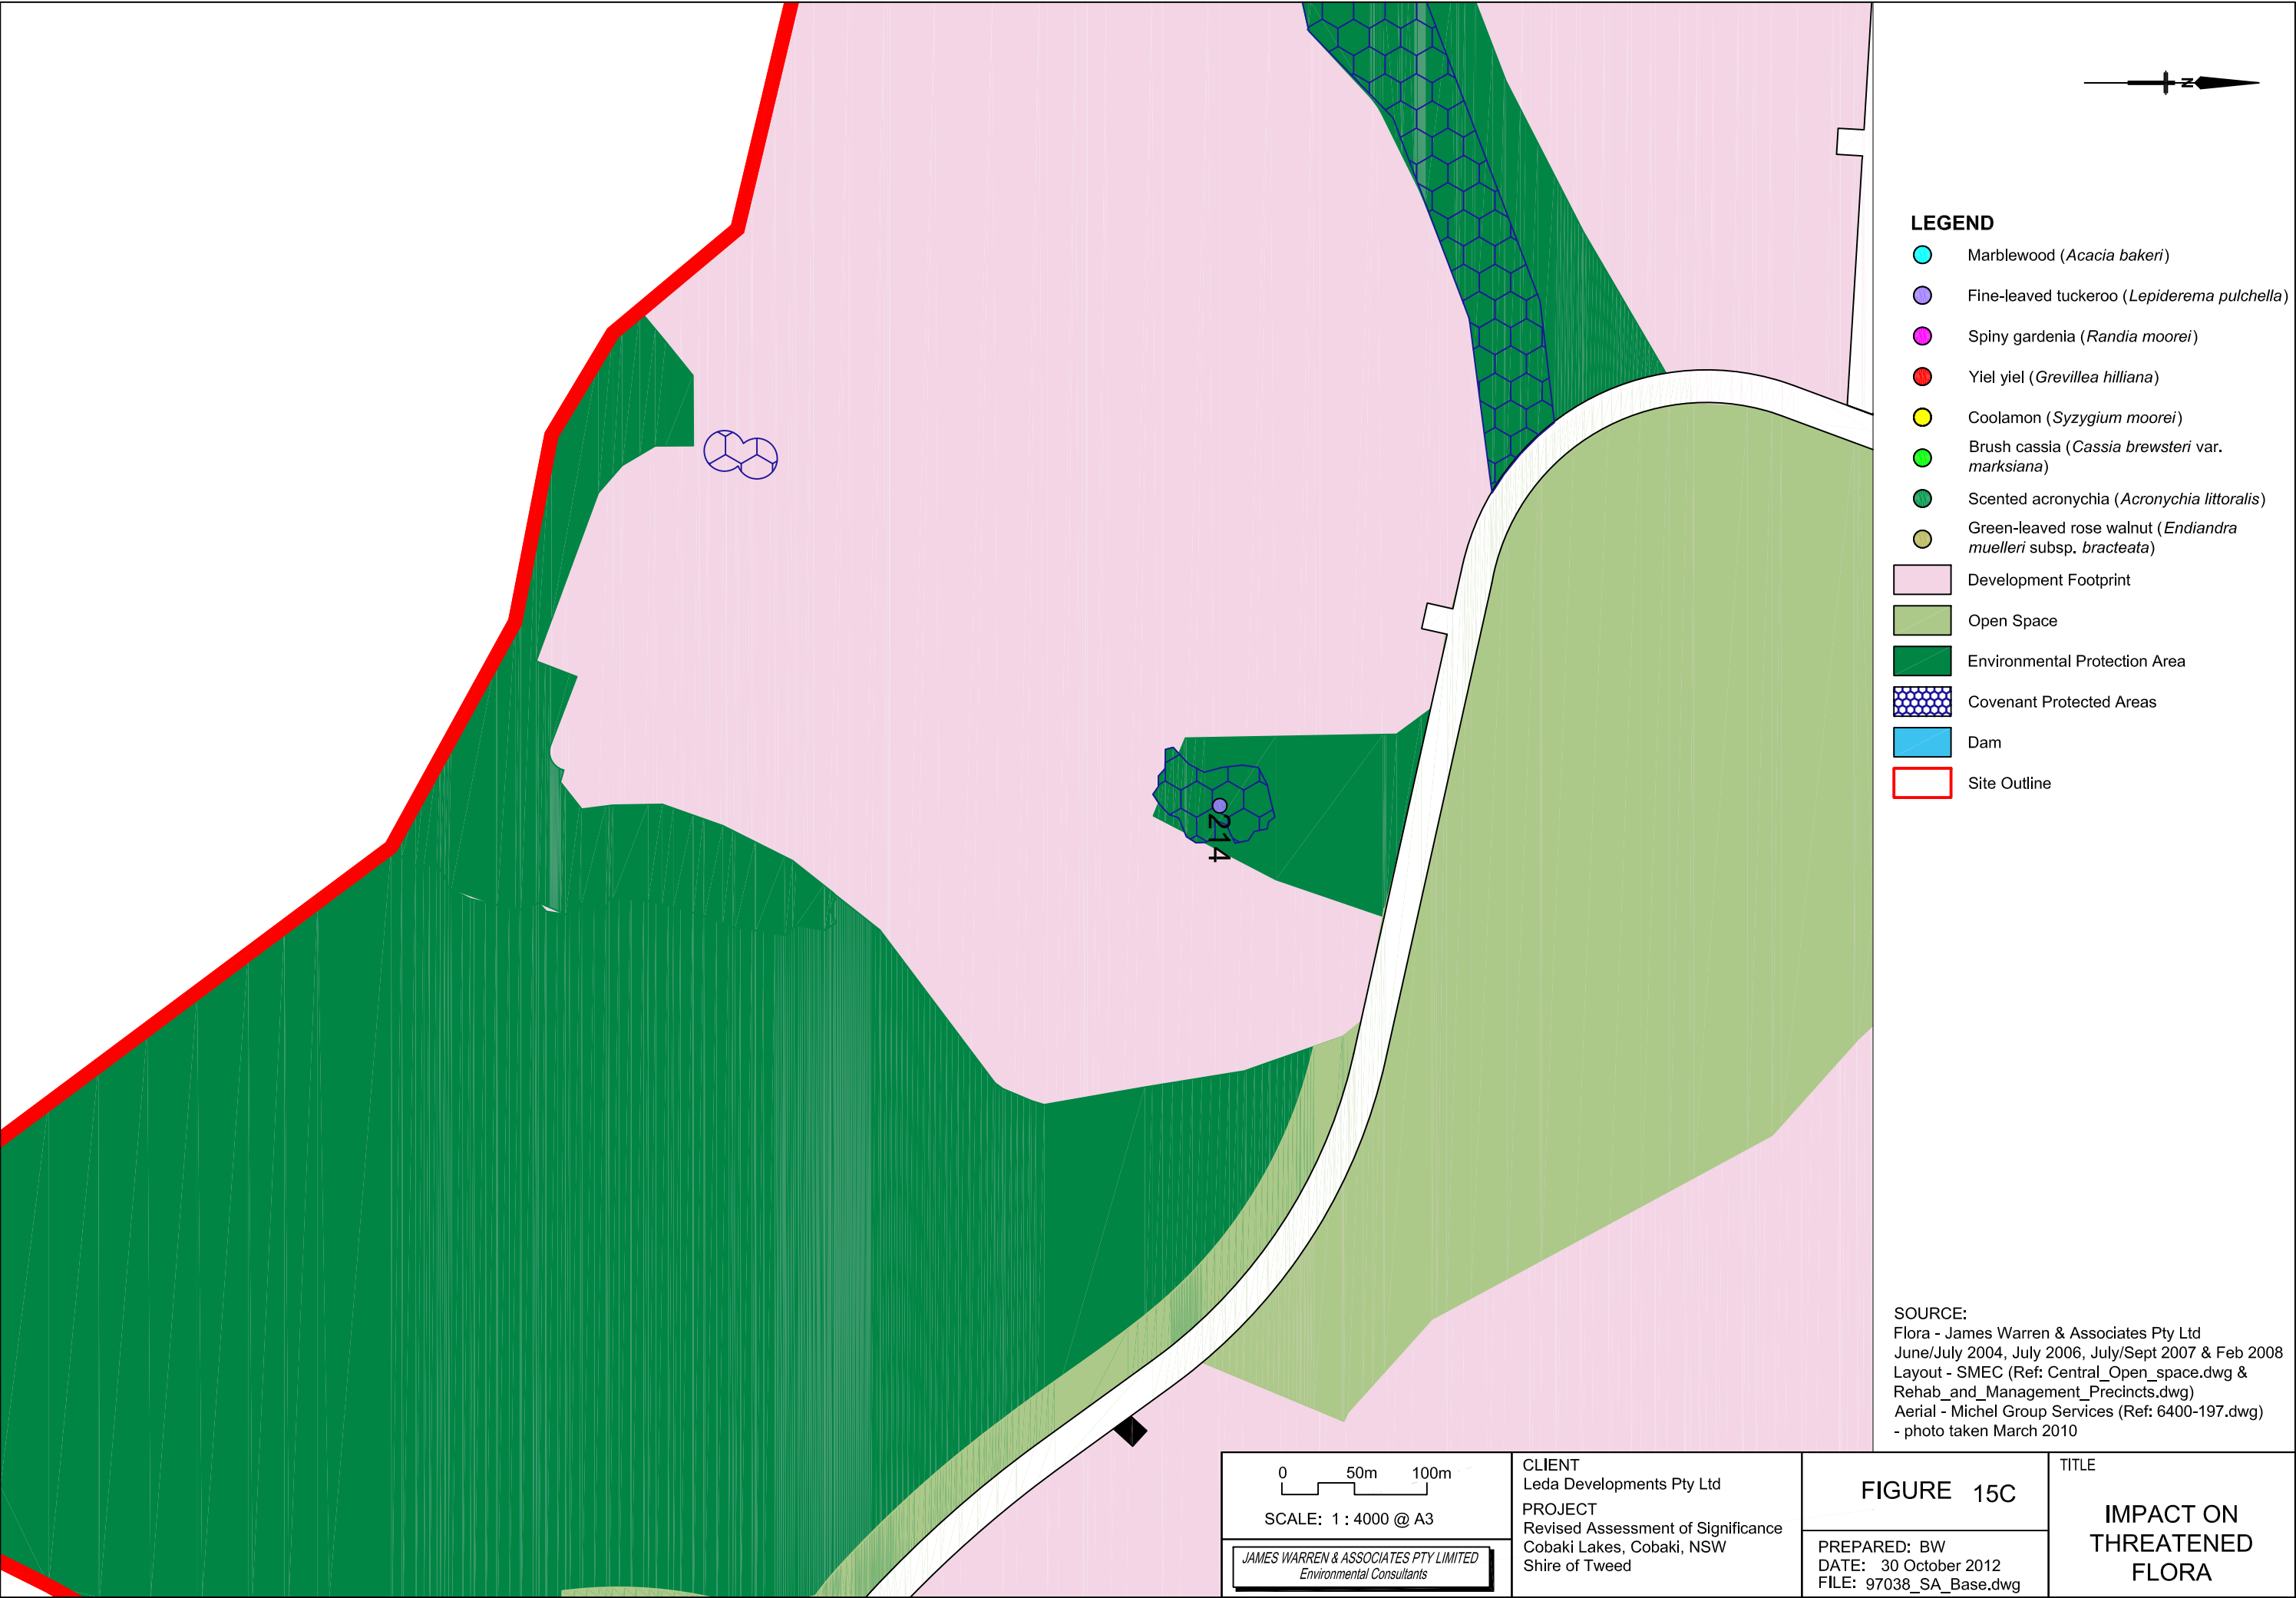 N
LEGEND
Marblewood (Acacia bakeri)
Fine-leaved tuckeroo (Lepiderema pulchella)
Spiny gardenia (Randia moorei)
Yiel yiel (Grevillea hilliana)
Coolamon (Syzygium moorei)
Brush cassia (Cassia brewsteri var.
marksiana)
Scented acronychia (Acronychia littoralis)
Green-leaved rose walnut (Endiandra
muelleri subsp. bracteata)
Development Footprint
Open Space
Environmental Protection Area
Covenant Protected Areas
Dam
Site Outline
214
SOURCE:
Flora - James Warren & Associates Pty Ltd
June/July 2004, July 2006, July/Sept 2007 & Feb 2008
Layout - SMEC (Ref: Central_Open_space.dwg &
Rehab_and_Management_Precincts.dwg)
Aerial - Michel Group Services (Ref: 6400-197.dwg)
- photo taken March 2010
0 50m 100m
SCALE: 1 : 4000 @ A3
JAMES WARREN & ASSOCIATES PTY LIMITED
Environmental Consultants
CLIENT
Leda Developments Pty Ltd
PROJECT
Revised Assessment of Significance
Cobaki Lakes, Cobaki, NSW
Shire of Tweed
FIGURE 15C
PREPARED: BW
DATE: 30 October 2012
FILE: 97038_SA_Base.dwg
TITLE
IMPACT ON
THREATENED
FLORA